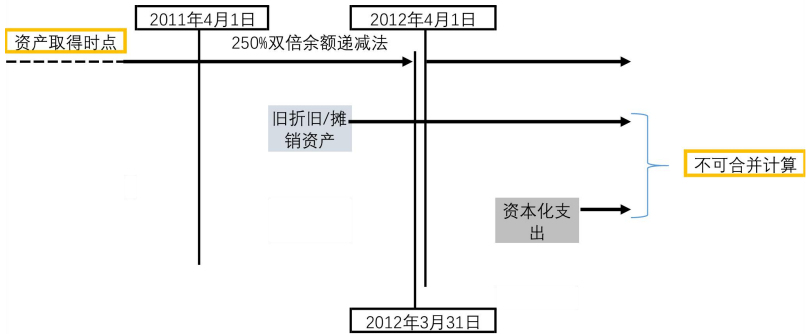 2011年4月1日
2012年4月1日
资产取得时点
250%双倍余额递减法
旧折旧/摊
销资产
不可合并计算
资本化支
出
2012年3月31日